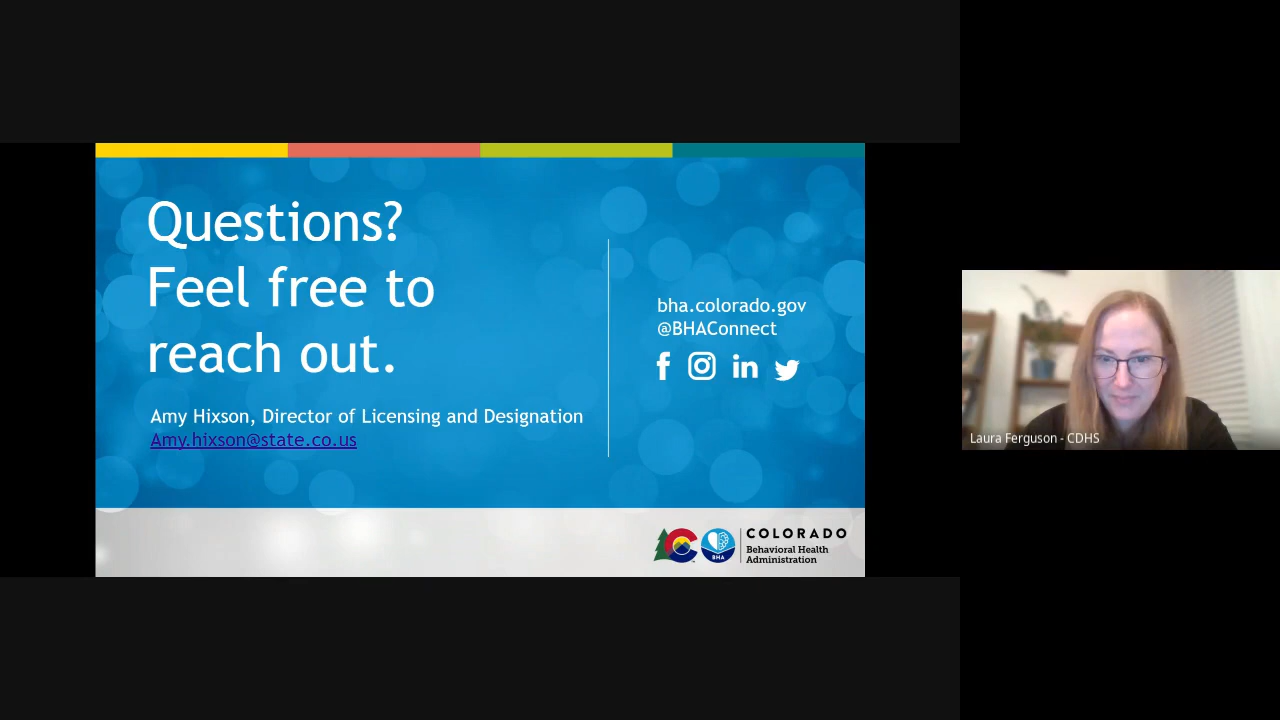 Questions?
Feel free to
reach out.
Amy Hixson, Director of Licensing and Designation
Amy.hixson@state.co.us
bha.colorado.gov
@BHAConnect
BHA
COLORADO
Behavioral Health
Administration
Laura Ferguson - CDHS